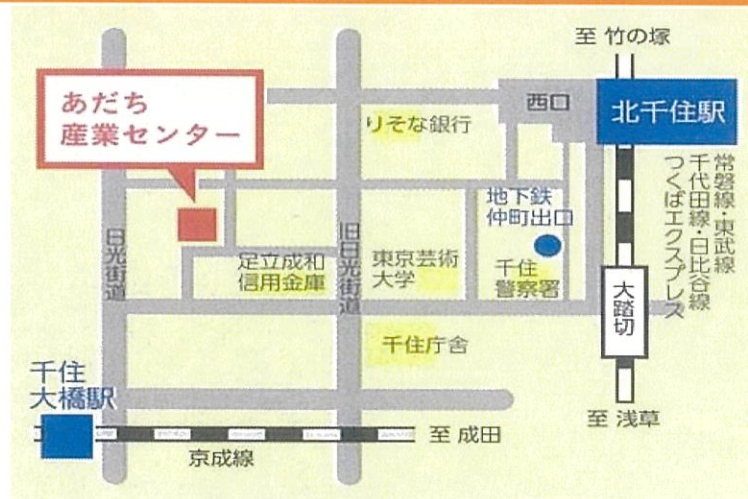 至 竹の塚
西口
北千住駅
あだち
産業センター
りそな銀行
常磐線・東武線
千代田線・日比谷線
つくばエクスプレス
地下鉄
仲町出口
日光街道
旧日光街道
足立成和
信用金庫
東京芸術
大学
千住
警察署
大踏切
千住庁舎
千住
大橋駅
至 浅草
至 成田
京成線